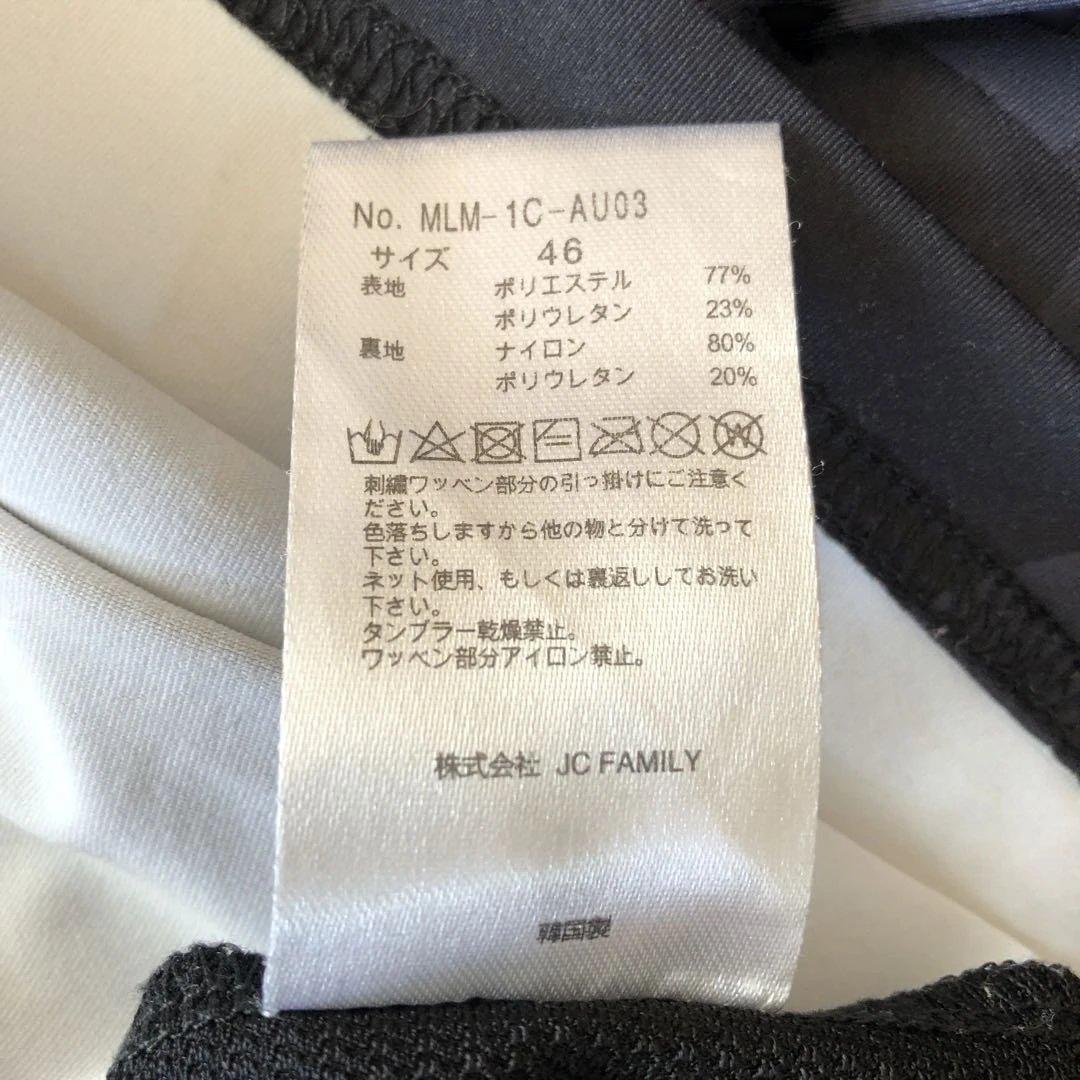 No. MLM-1C-AU03
サイズ 46
表地 ポリエステル 77%
ポリウレタン 23%
裏地 ナイロン 80%
ポリウレタン 20%
刺繍ワッペン部分の引っ掛けにご注意く
ださい。
色落ちしますから他の物と分けて洗って
下さい。
ネット使用、もしくは裏返ししてお洗い
下さい。
タンブラー乾燥禁止。
ワッペン部分アイロン禁止。
株式会社 JC FAMILY
韓国製